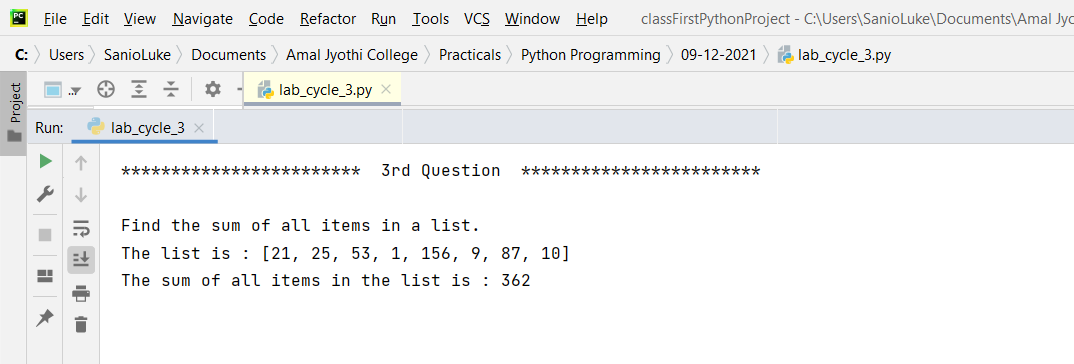 PC File Edit View Navigate Code Refactor Run Tools VCS Window Help classFirstPythonProject - C:\Users\SanioLuke\Documents\Amal Jyo
C: Users SanioLuke Documents Amal Jyothi College Practicals Python Programming 09-12-2021 lab_cycle_3.py
Project
.. lab_cycle_3.py
Run: lab_cycle_3
************************ 3rd Question ************************
Find the sum of all items in a list.
The list is : [21, 25, 53, 1, 156, 9, 87, 10]
The sum of all items in the list is : 362